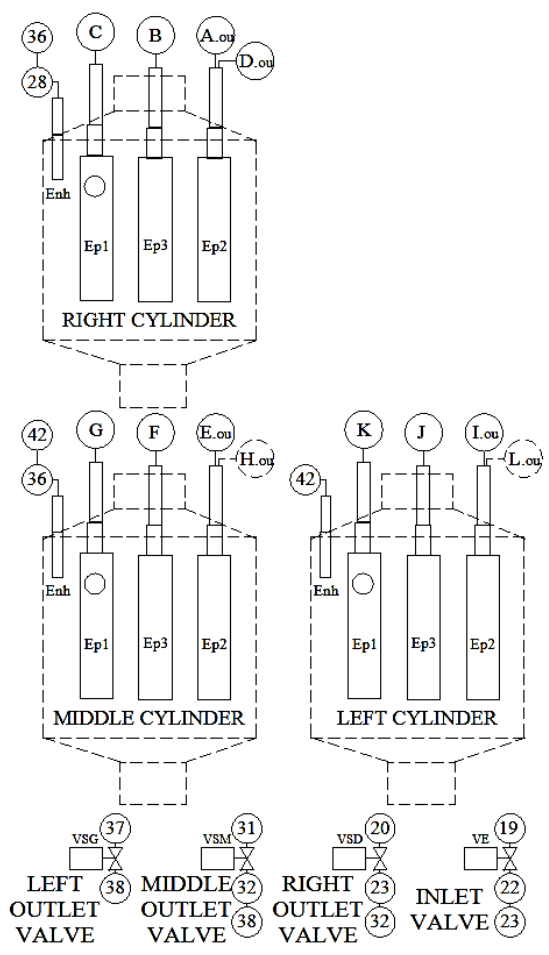 36 C B A.ou
28 D.ou
Enh
Ep1 Ep3 Ep2
RIGHT CYLINDER
42 G F E.ou K J I.ou
36 H.ou 42 L.ou
Enh Enh
Ep1 Ep3 Ep2 Ep1 Ep3 Ep2
MIDDLE CYLINDER LEFT CYLINDER
37 31 20 19
VSG VSM VSD VE
38 32 23 22
LEFT MIDDLE RIGHT INLET
OUTLET OUTLET OUTLET VALVE
VALVE VALVE VALVE
38 32 23